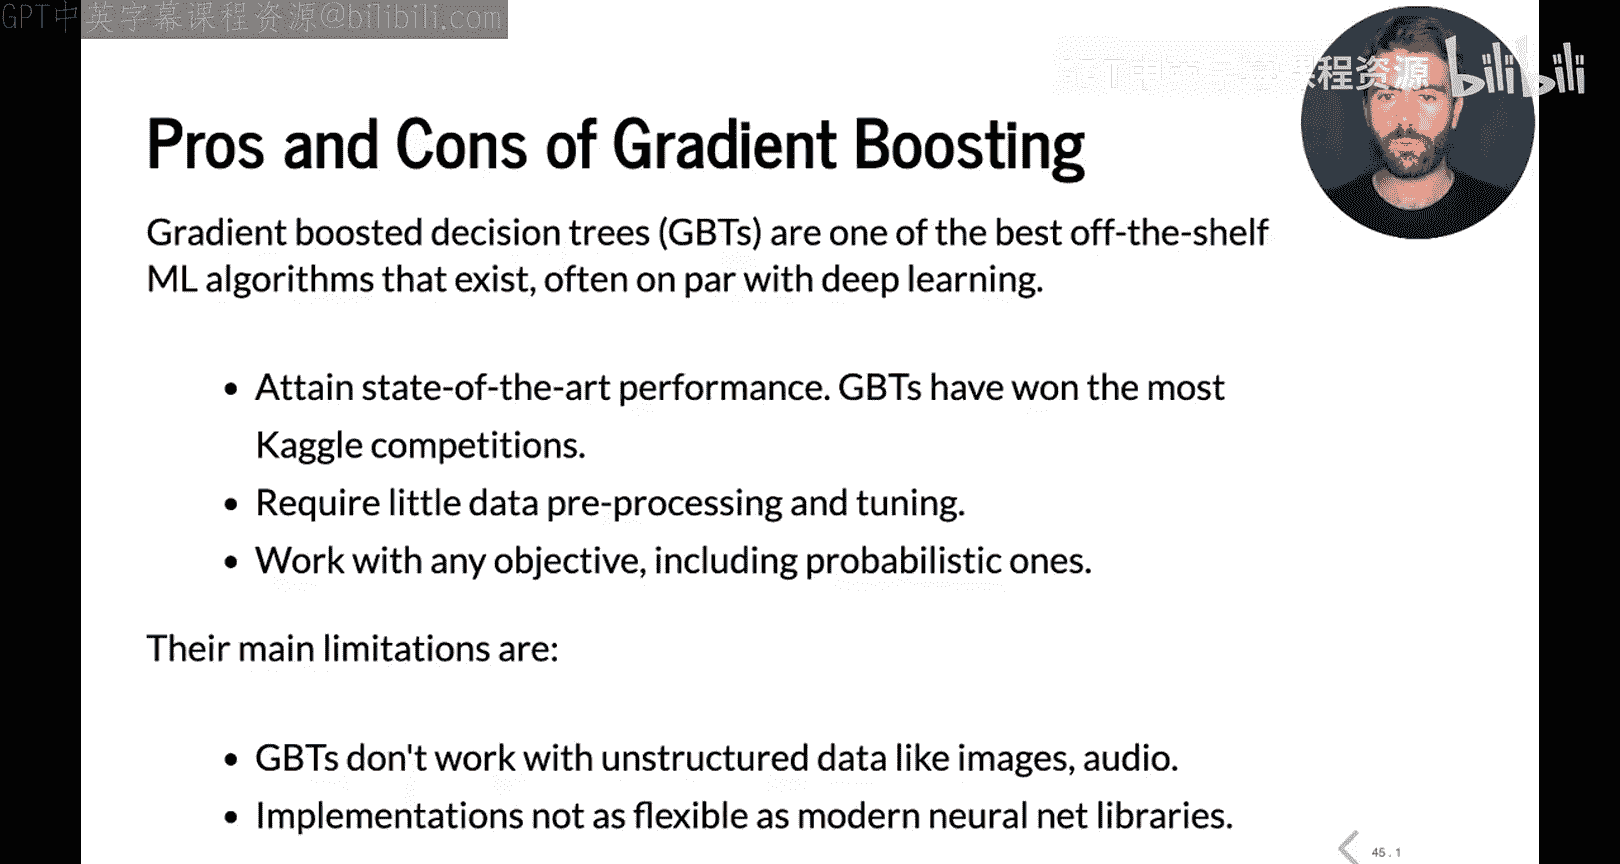 GPT中英字幕课程资源@bilibili.com
程资源 bilibili
Pros and Cons of Gradient Boosting
Gradient boosted decision trees (GBTs) are one of the best off-the-shelf
ML algorithms that exist, often on par with deep learning.
• Attain state-of-the-art performance. GBTs have won the most
Kaggle competitions.
• Require little data pre-processing and tuning.
• Work with any objective, including probabilistic ones.
Their main limitations are:
• GBTs don't work with unstructured data like images, audio.
• Implementations not as flexible as modern neural net libraries.
45 . 1